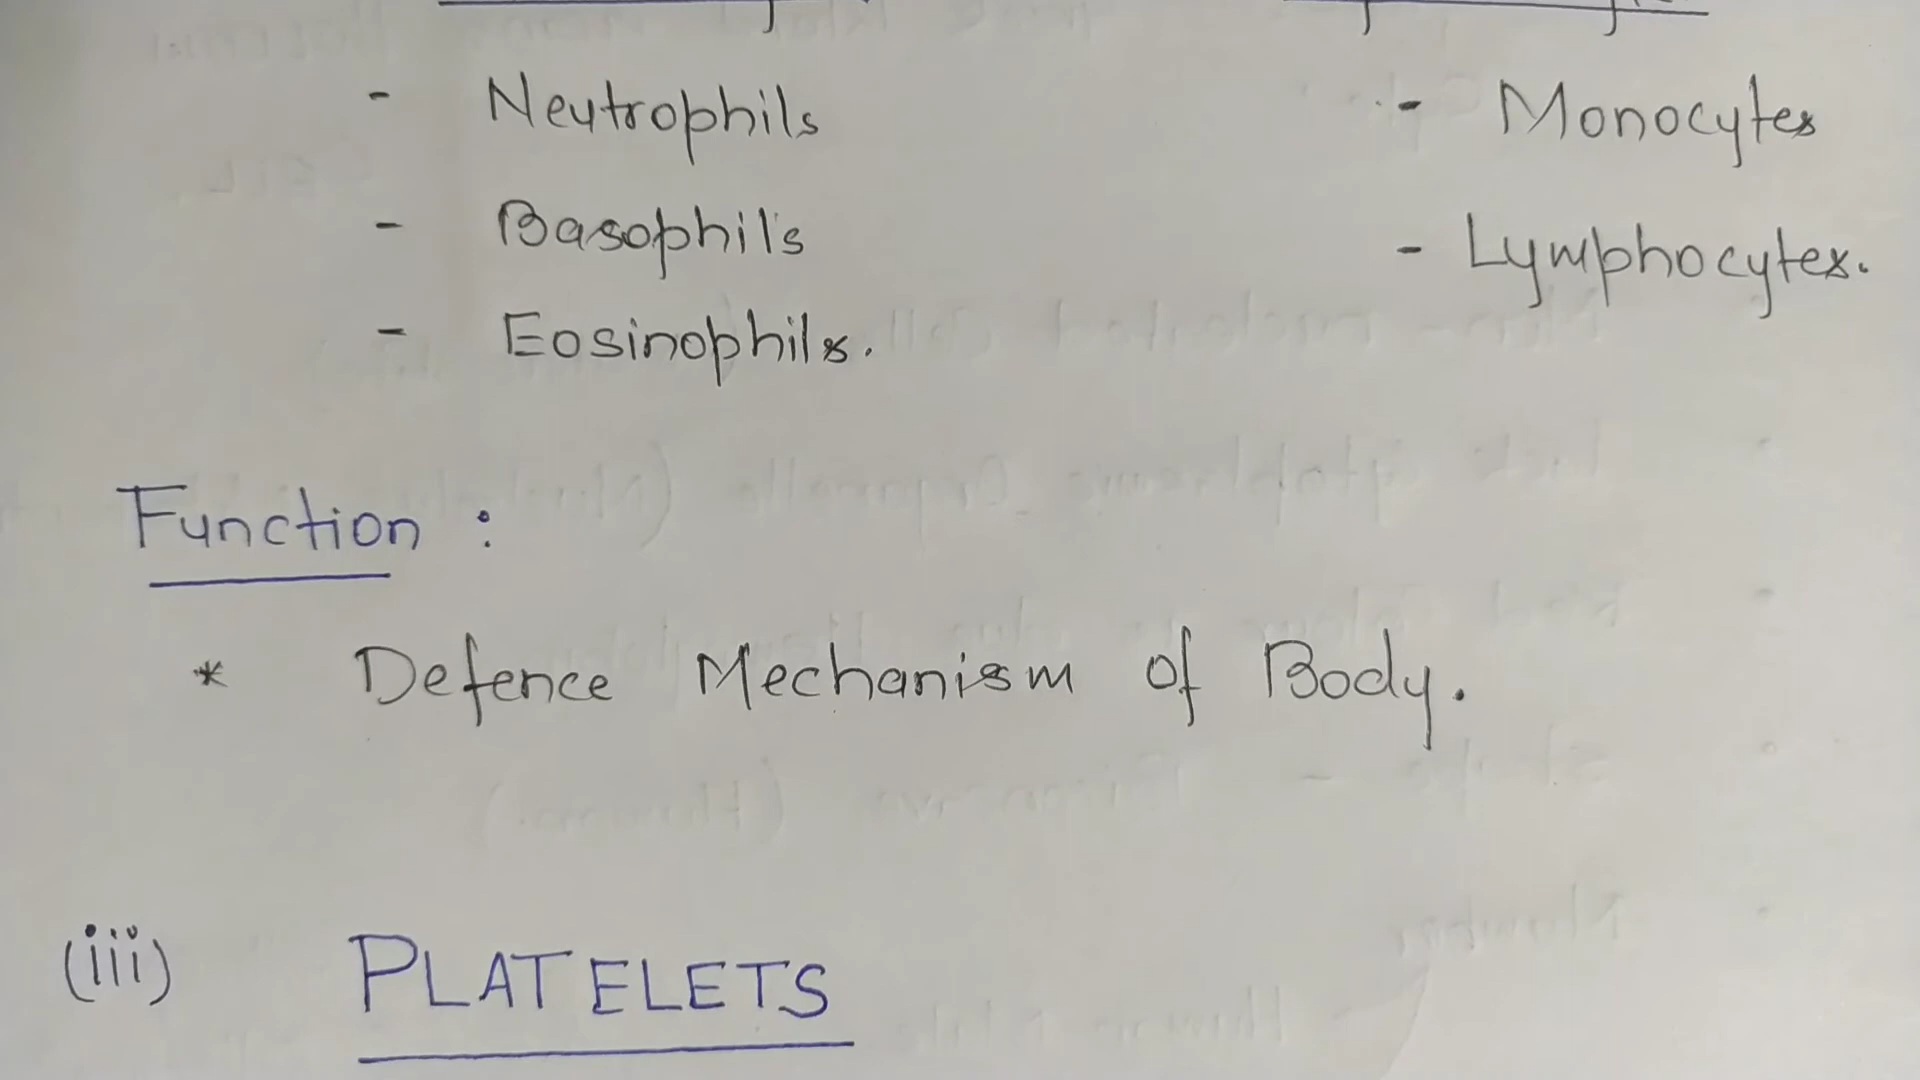 - Neutrophils - Monocytes
- Basophils - Lymphocytes.
- Eosinophils.
Function :
* Defence Mechanism of Body.
(iii) PLATELETS